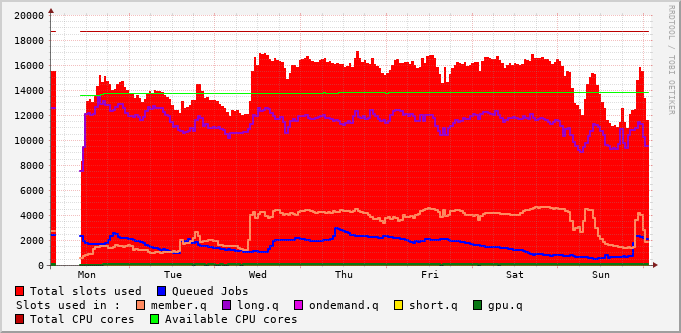 20000
18000
16000
14000
12000
10000
8000
6000
4000
2000
0
Mon Tue Wed Thu Fri Sat Sun
RRDTOOL / TOBI OETIKER
Total slots used Queued Jobs
Slots used in : member.q long.q ondemand.q short.q gpu.q
Total CPU cores Available CPU cores